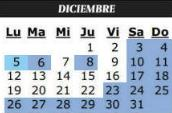 DICIEMBRE
Lu Ma Mi Ju Vi Sa Do
1 2 3 4
5 6 7 8 9 10 11
12 13 14 15 16 17 18
19 20 21 22 23 24 25
26 27 28 29 30 31